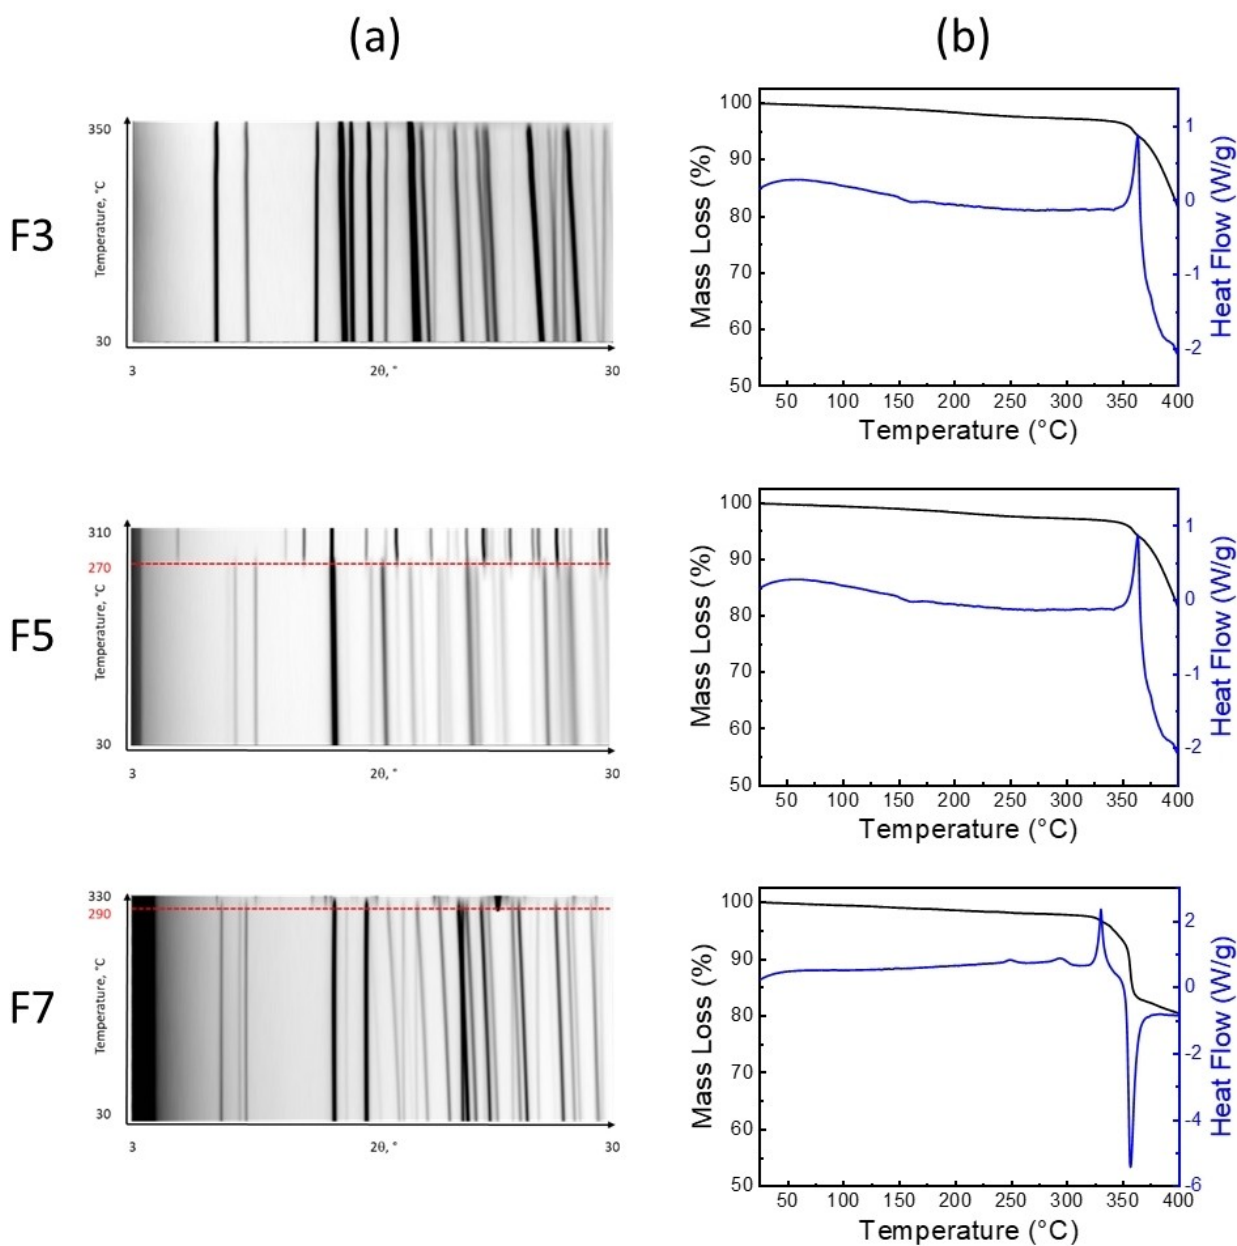 (a)
(b)
F3
350
Temperature, °C
30
3
2θ, °
30
100
90
80
70
60
50
Mass Loss (%)
1
0
-1
-2
Heat Flow (W/g)
50 100 150 200 250 300 350 400
Temperature (°C)
F5
310
270
Temperature, °C
30
3
2θ, °
30
100
90
80
70
60
50
Mass Loss (%)
1
0
-1
-2
Heat Flow (W/g)
50 100 150 200 250 300 350 400
Temperature (°C)
F7
330
290
Temperature, °C
30
3
2θ, °
30
100
90
80
70
60
50
Mass Loss (%)
2
0
-2
-4
-6
Heat Flow (W/g)
50 100 150 200 250 300 350 400
Temperature (°C)